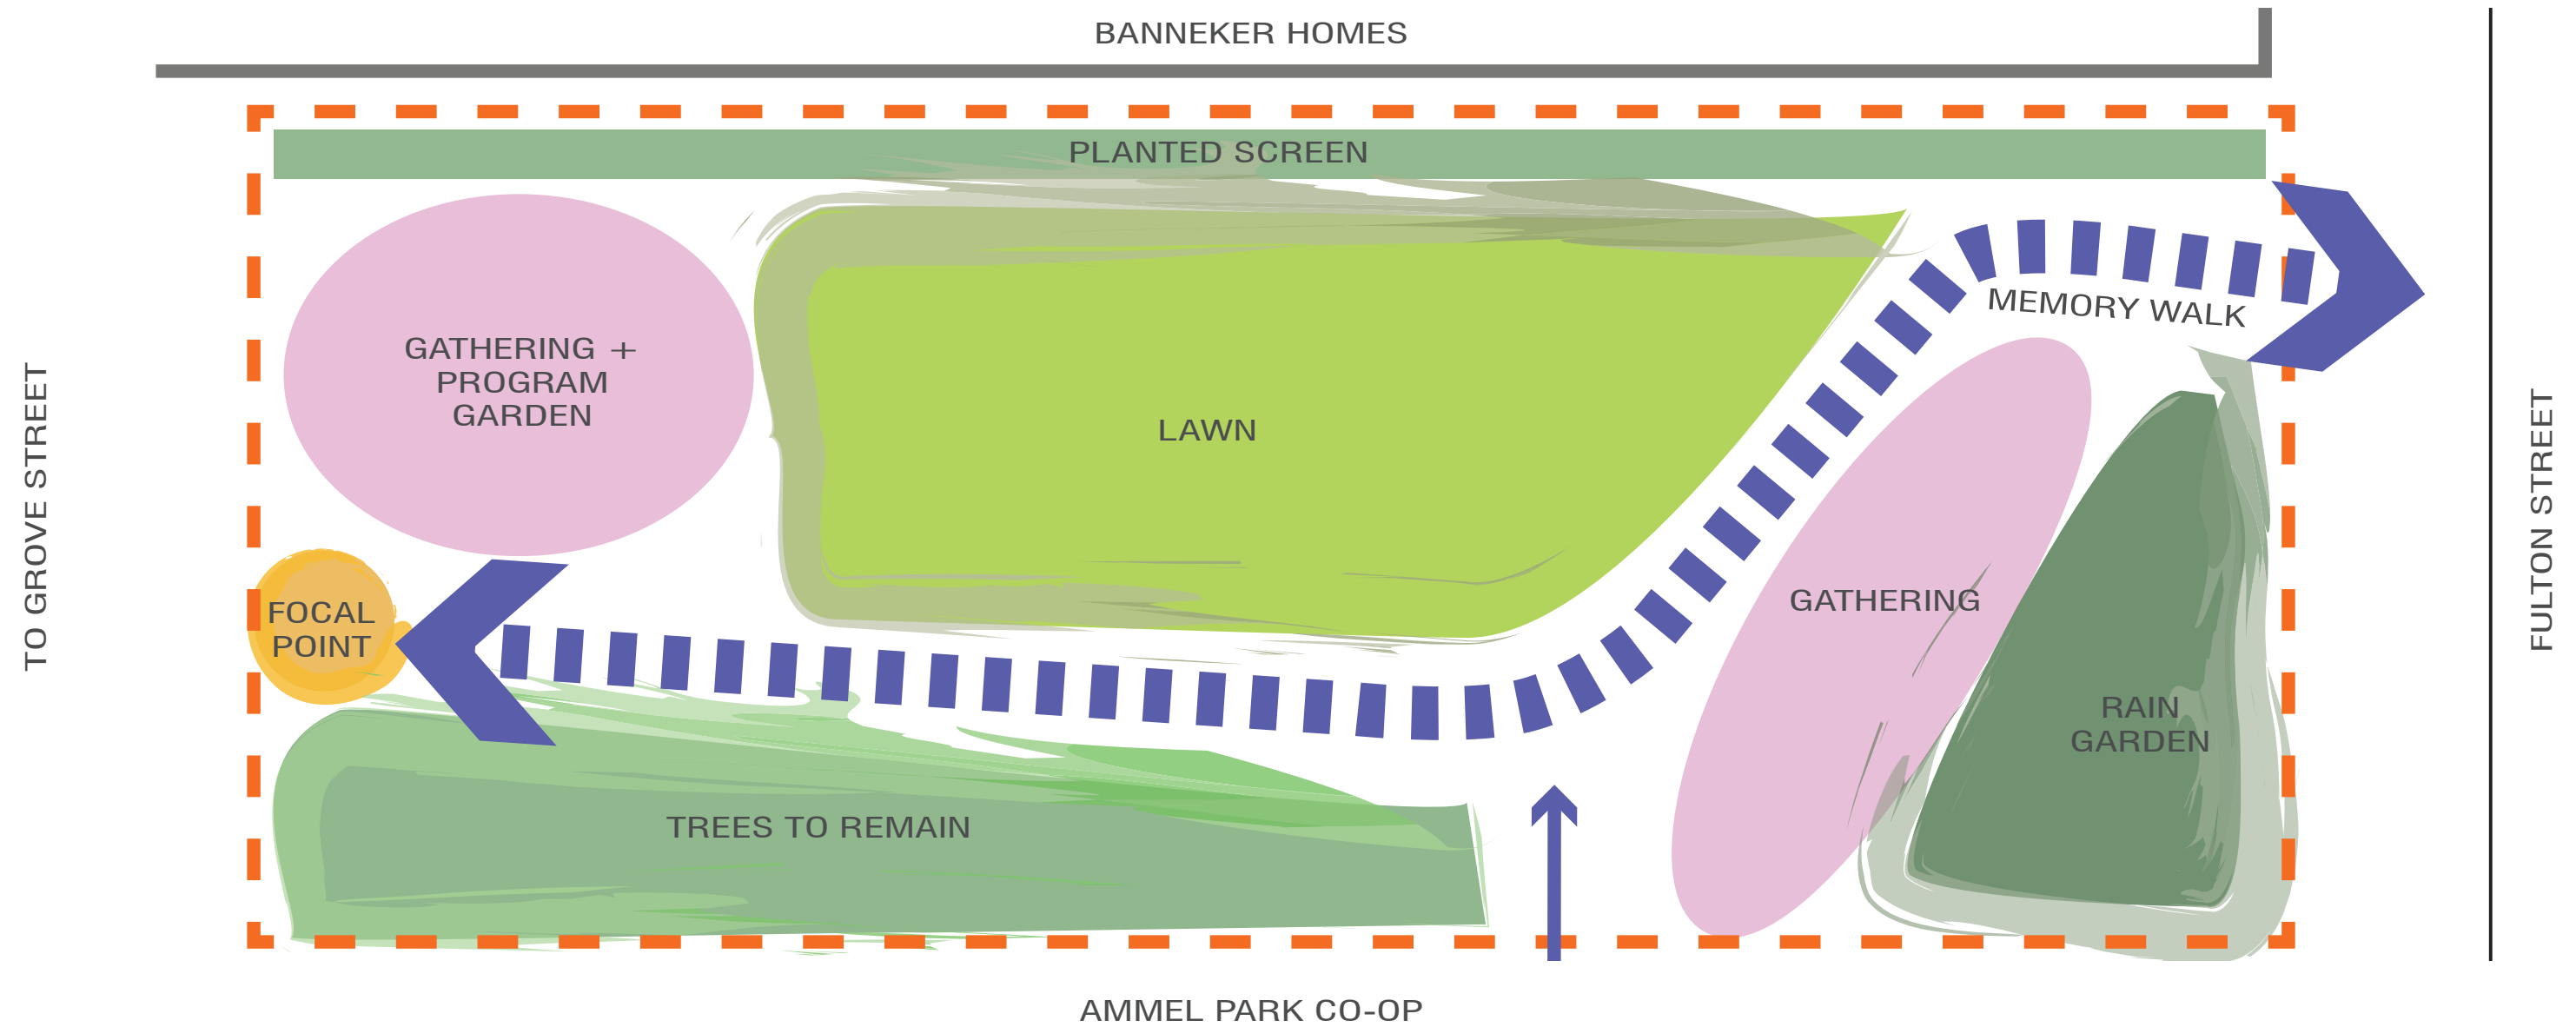 BANNEKER HOMES
PLANTED SCREEN
MEMORY WALK
GATHERING +
PROGRAM
GARDEN
LAWN
TO GROVE STREET
FULTON STREET
FOCAL
POINT
GATHERING
RAIN
GARDEN
TREES TO REMAIN
AMMEL PARK CO-OP